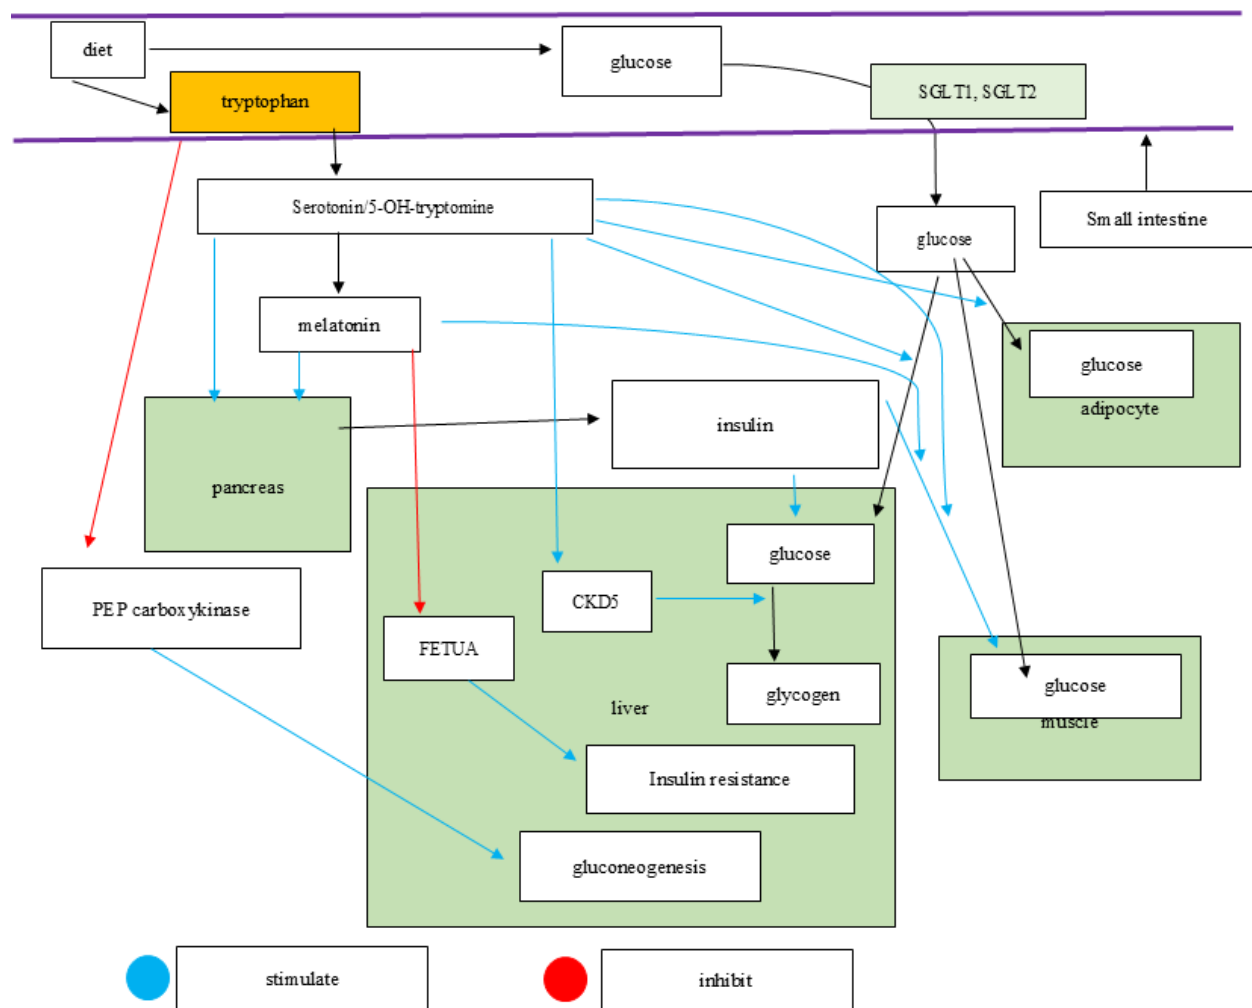 diet
glucose
SGLT1, SGLT2
tryptophan
Serotonin/5-OH-tryptomine
Small intestine
glucose
melatonin
glucose
adipocyte
insulin
pancreas
glucose
CKD5
PEP carboxykinase
FETUA
glucose
muscle
glycogen
liver
Insulin resistance
gluconeogenesis
stimulate
inhibit